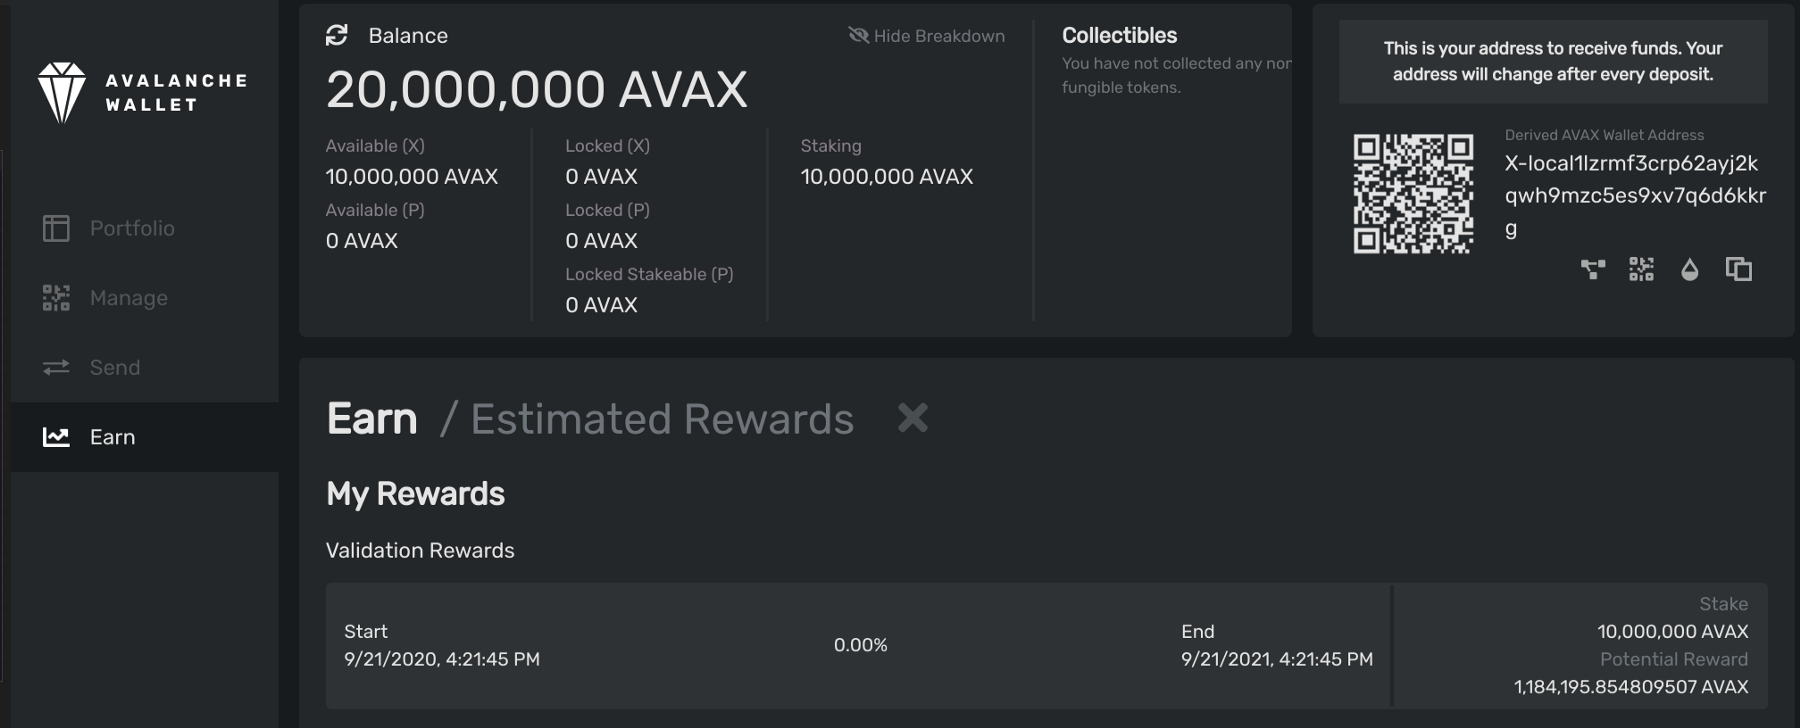 AVALANCHE
WALLET
Portfolio
Manage
Send
Earn
Balance
Hide Breakdown
20,000,000 AVAX
Available (X)
10,000,000 AVAX
Available (P)
0 AVAX
Locked (X)
0 AVAX
Locked (P)
0 AVAX
Locked Stakeable (P)
0 AVAX
Staking
10,000,000 AVAX
Collectibles
You have not collected any non
fungible tokens.
This is your address to receive funds. Your
address will change after every deposit.
Derived AVAX Wallet Address
X-local1lzrmf3crp62ayj2k
qwh9mzc5es9xv7q6d6kkr
g
Earn / Estimated Rewards
My Rewards
Validation Rewards
Start
9/21/2020, 4:21:45 PM
0.00%
End
9/21/2021, 4:21:45 PM
Stake
10,000,000 AVAX
Potential Reward
1,184,195.854809507 AVAX